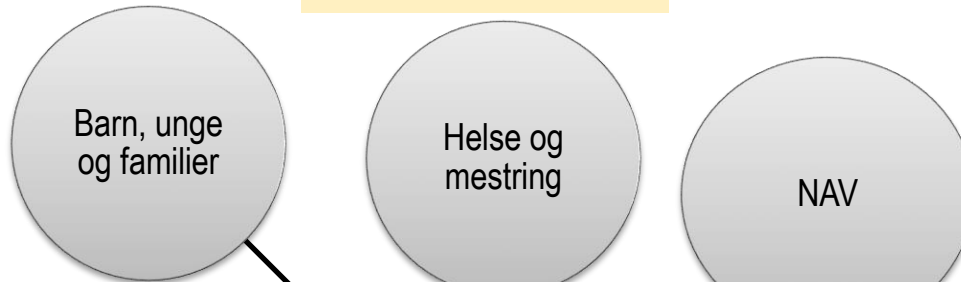 Barn, unge
og familier
Helse og
mestring
NAV